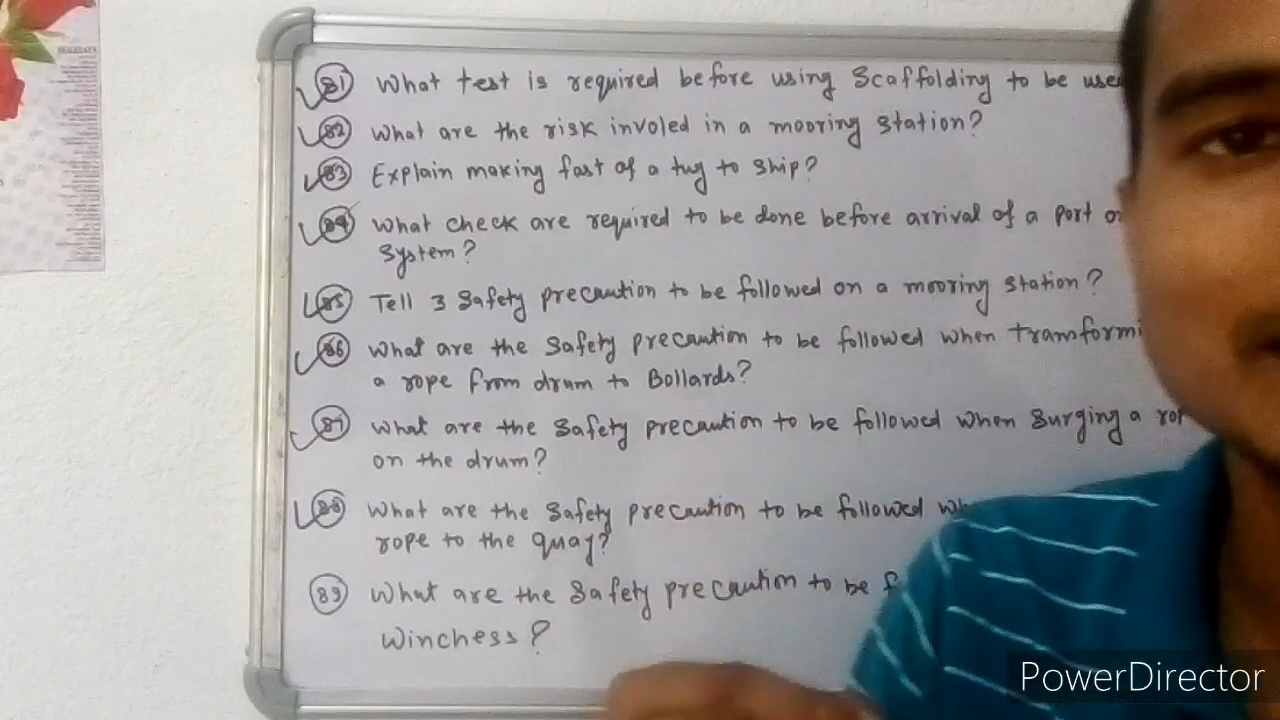 HOLIDAYS
81 What test is required before using Scaffolding to be use
82 What are the risk involed in a mooring station?
83 Explain making fast of a tug to ship?
84 What check are required to be done before arrival of a port
System?
85 Tell 3 Safety precaution to be followed on a mooring station?
86 What are the Safety precaution to be followed when transformi
a rope from drum to Bollards?
87 What are the Safety precaution to be followed when Surging a
on the drum?
88 What are the Safety precaution to be followed
rope to the quay?
89 What are the Safety precaution to be
Winchess?
PowerDirector